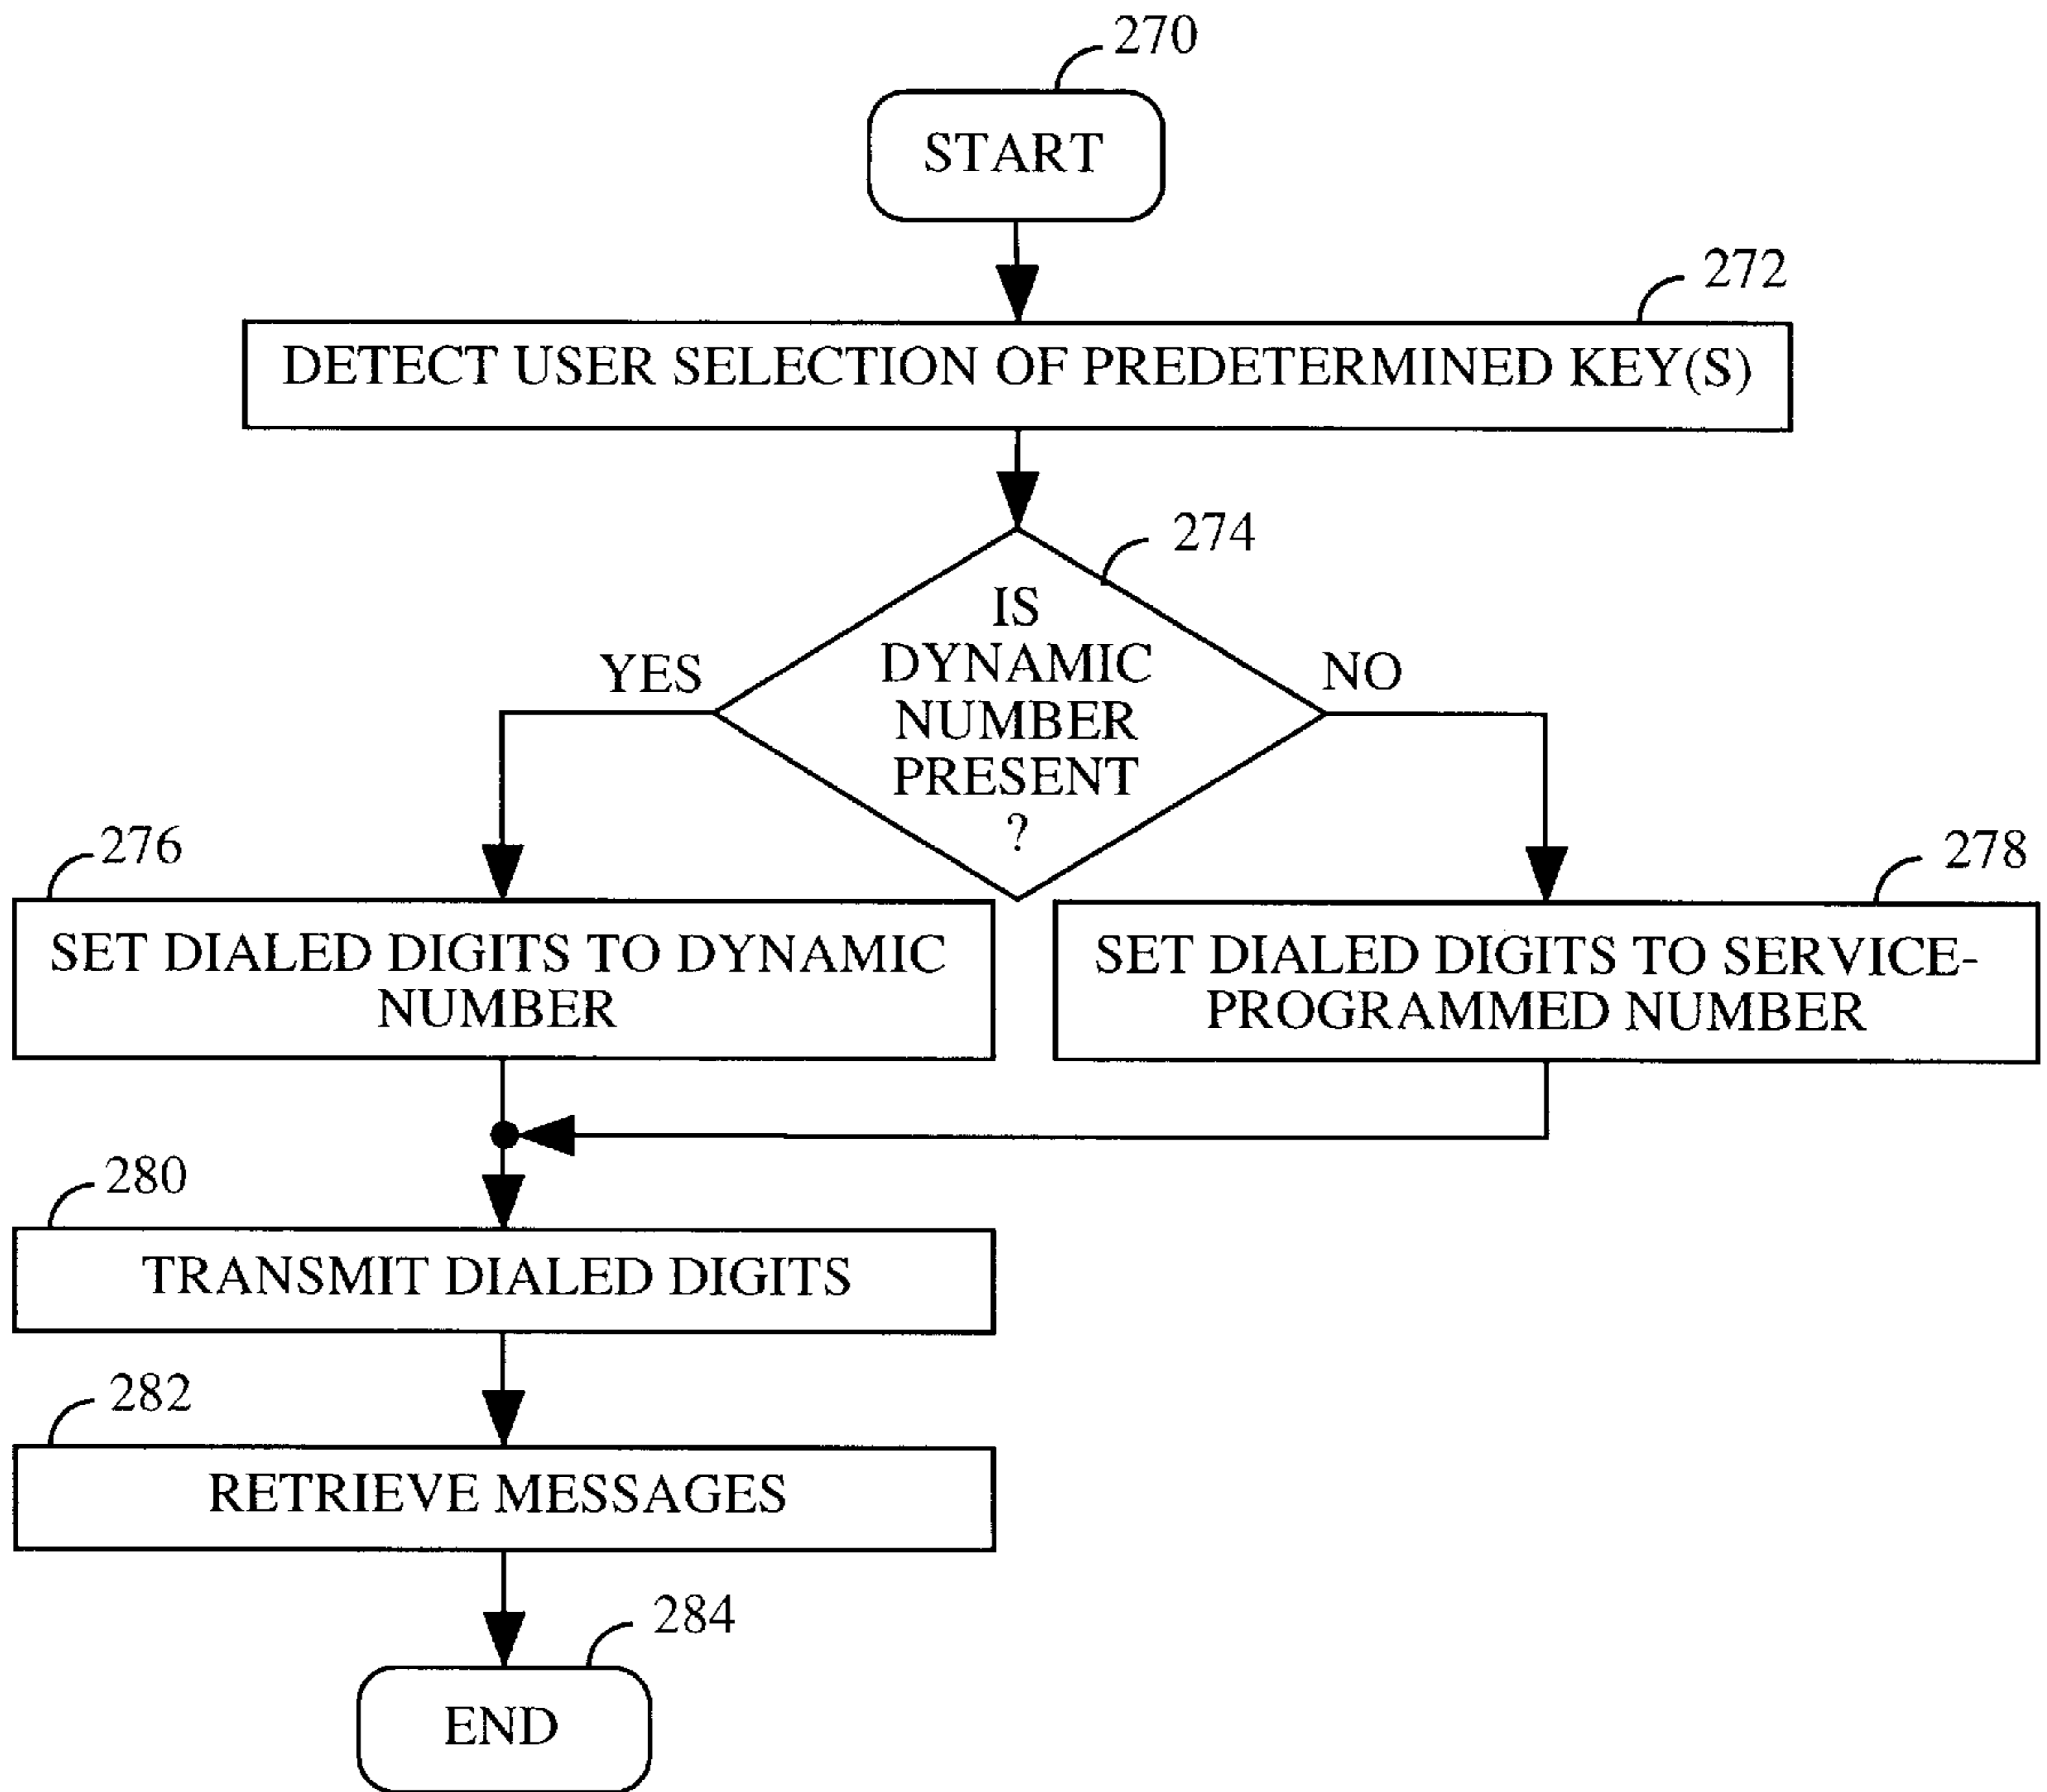 270
START
272
DETECT USER SELECTION OF PREDETERMINED KEY(S)
274
IS
DYNAMIC
NUMBER
PRESENT
?
YES
NO
276
SET DIALED DIGITS TO DYNAMIC
NUMBER
278
SET DIALED DIGITS TO SERVICE-
PROGRAMMED NUMBER
280
TRANSMIT DIALED DIGITS
282
RETRIEVE MESSAGES
284
END